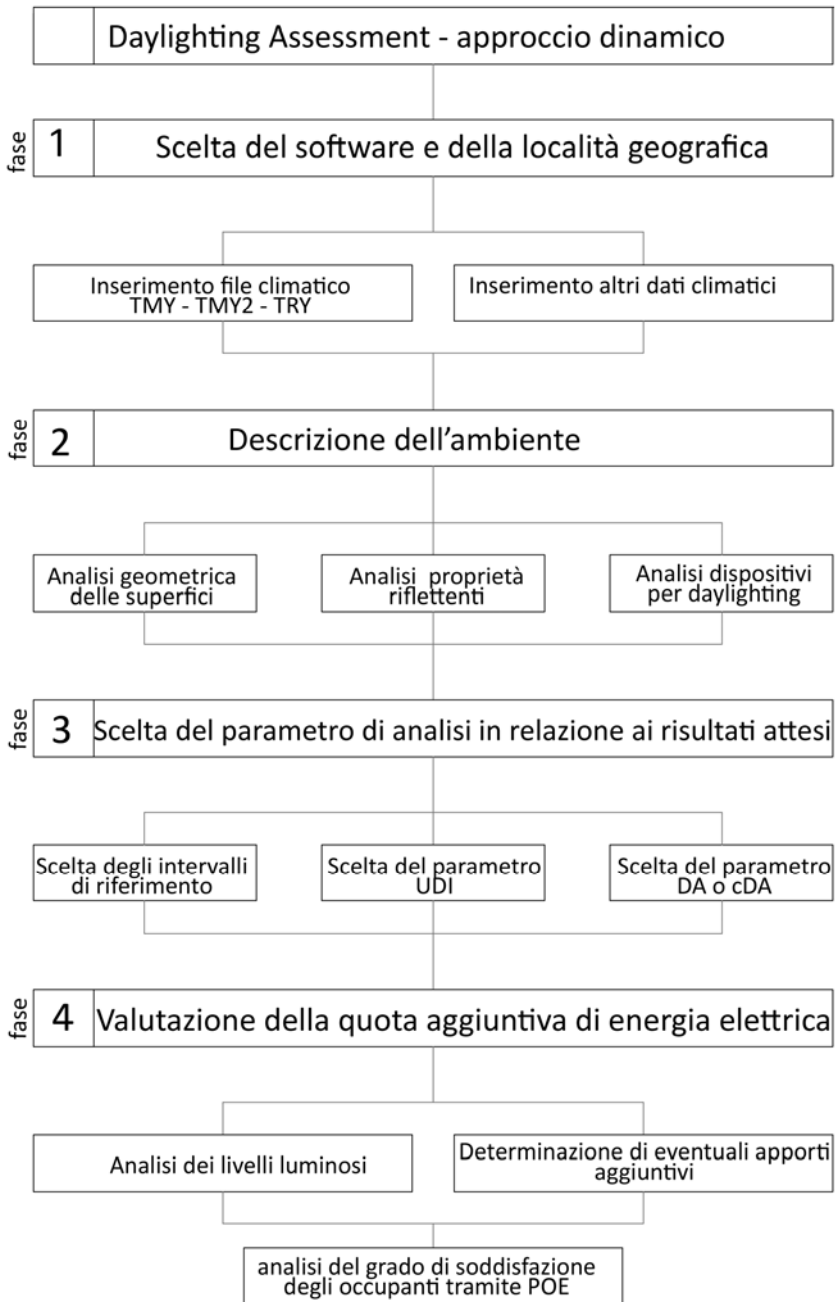 Daylighting Assessment - approccio dinamico
fase 1 Scelta del software e della località geografica
Inserimento file climatico
TMY - TMY2 - TRY
Inserimento altri dati climatici
fase 2 Descrizione dell'ambiente
Analisi geometrica
delle superfici
Analisi proprietà
riflettenti
Analisi dispositivi
per daylighting
fase 3 Scelta del parametro di analisi in relazione ai risultati attesi
Scelta degli intervalli
di riferimento
Scelta del parametro
UDI
Scelta del parametro
DA o cDA
fase 4 Valutazione della quota aggiuntiva di energia elettrica
Analisi dei livelli luminosi
Determinazione di eventuali apporti
aggiuntivi
analisi del grado di soddisfazione
degli occupanti tramite POE